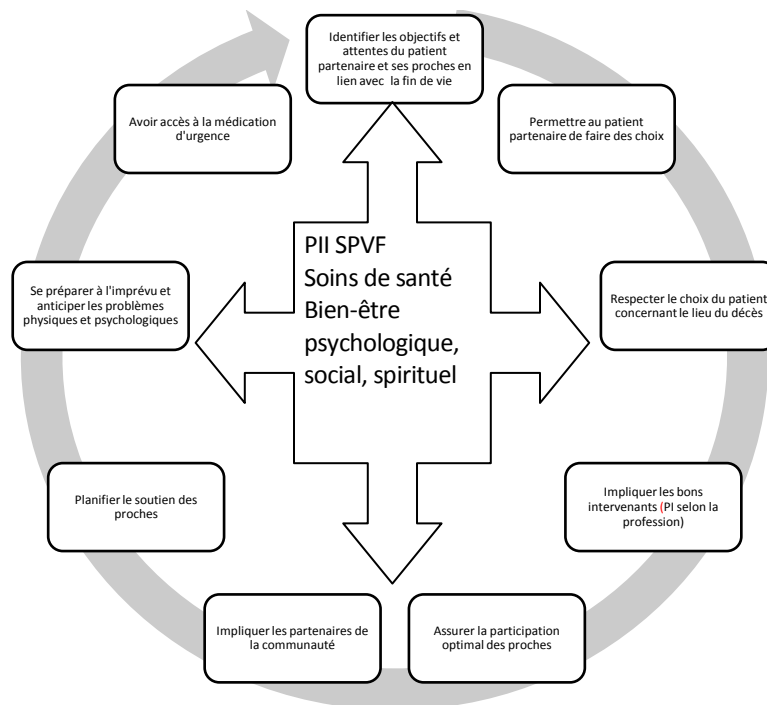 Identifier les objectifs et
attentes du patient
partenaire et ses proches en
lien avec la fin de vie
Permettre au patient
partenaire de faire des choix
Respecter le choix du patient
concernant le lieu du décès
Impliquer les bons
intervenants (PI selon la
profession)
Assurer la participation
optimal des proches
Impliquer les partenaires de
la communauté
Planifier le soutien des
proches
Se préparer à l'imprévu et
anticiper les problèmes
physiques et psychologiques
Avoir accès à la médication
d'urgence
PII SPVF
Soins de santé
Bien-être
psychologique,
social, spirituel